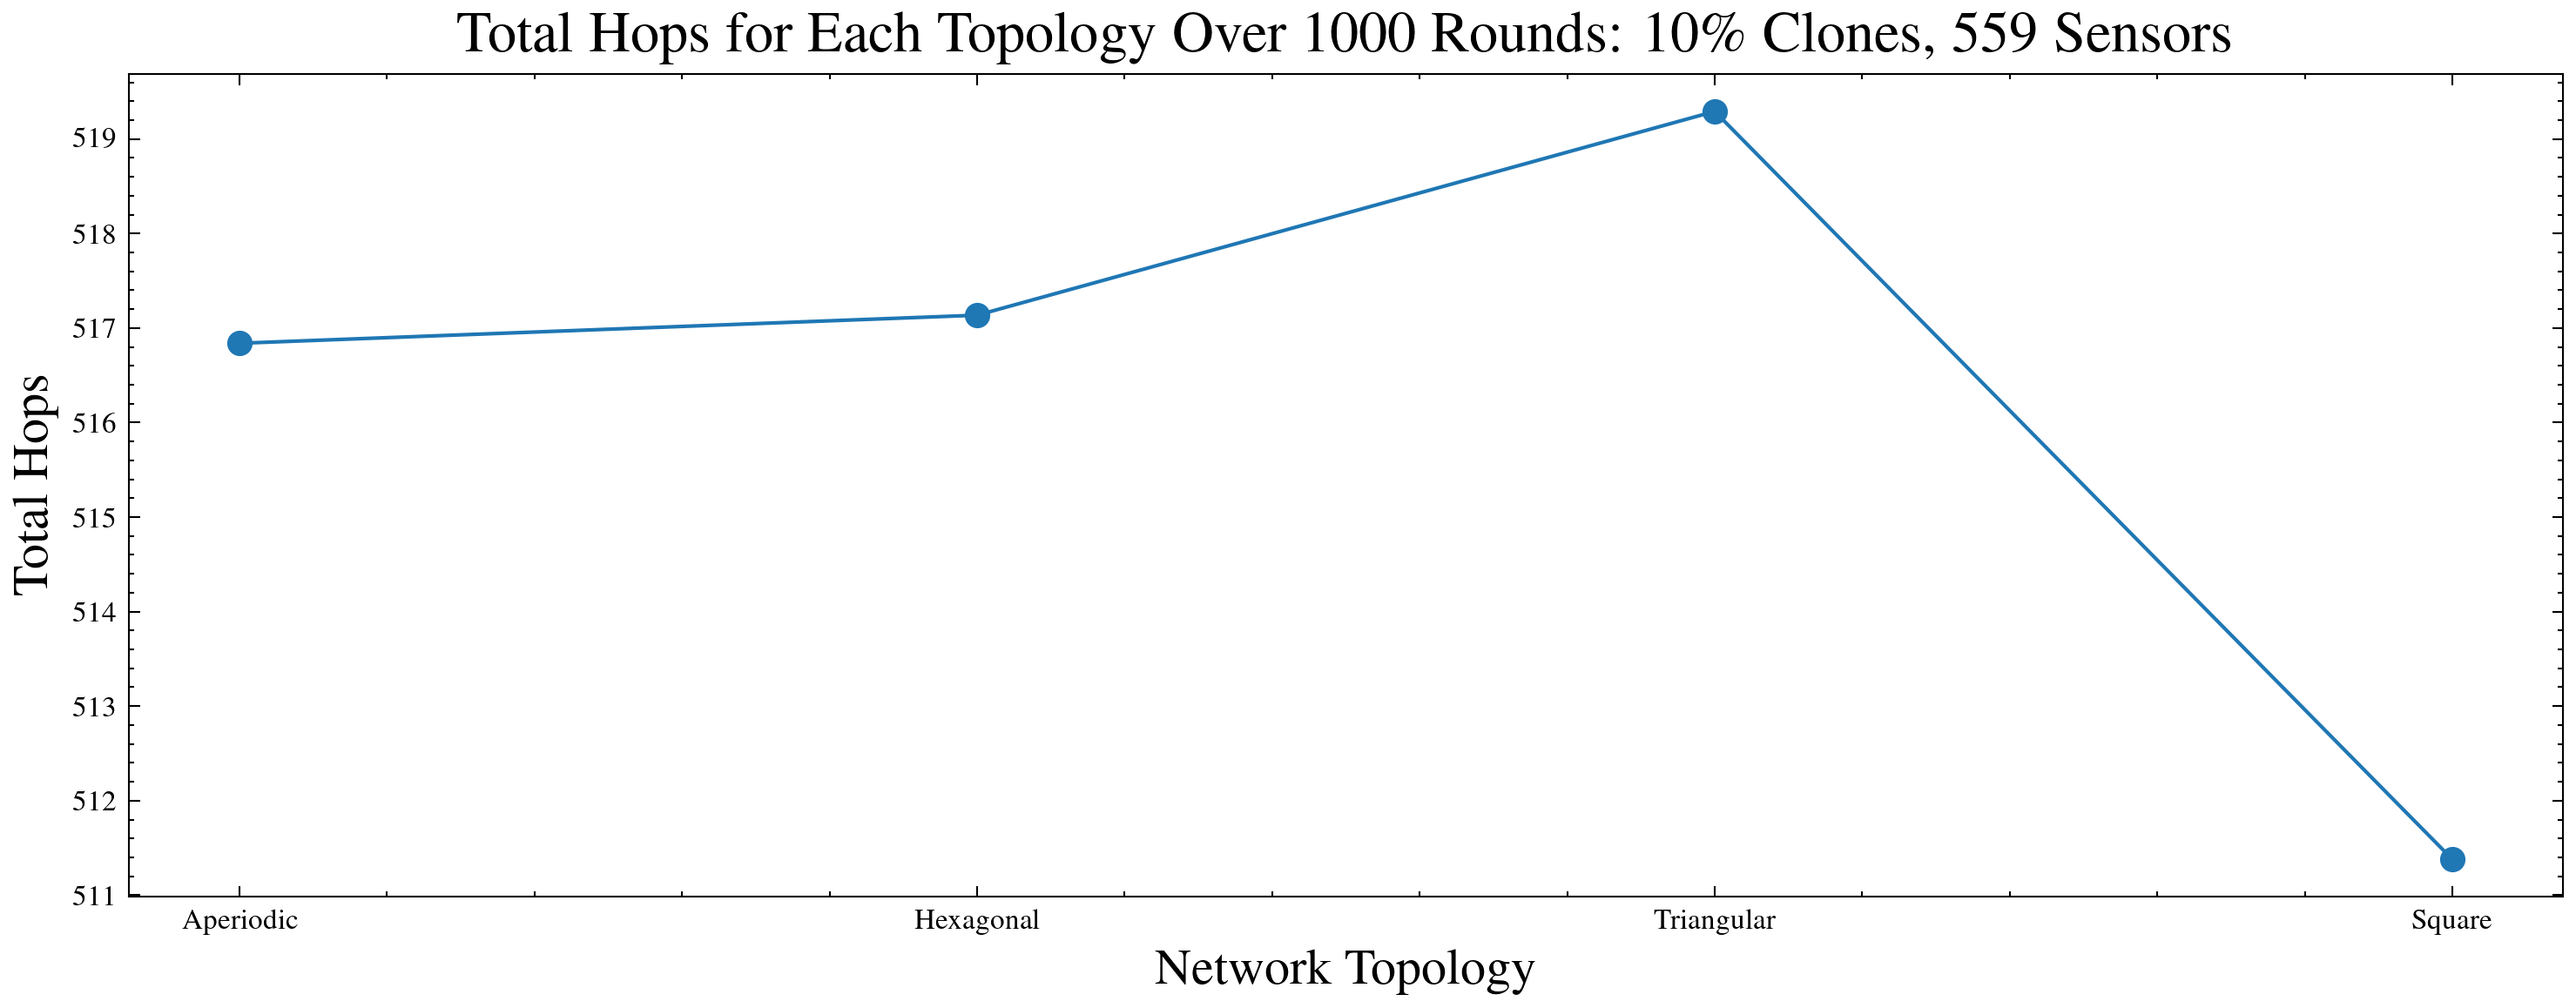 Total Hops for Each Topology Over 1000 Rounds: 10% Clones, 559 Sensors
Total Hops
519
518
517
516
515
514
513
512
511
Aperiodic
Hexagonal
Triangular
Square
Network Topology